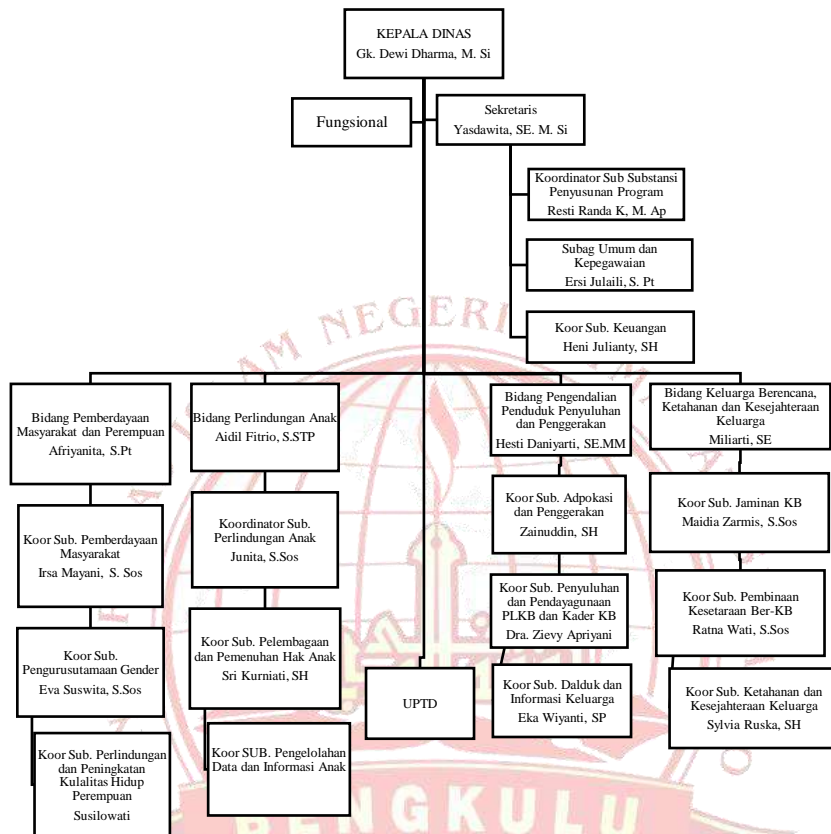 KEPALA DINAS
Gk. Dewi Dharma, M. Si
Fungsional
Sekretaris
Yasdawita, SE. M. Si
Koordinator Sub Substansi
Penyusunan Program
Resti Randa K, M. Ap
Subag Umum dan
Kepegawaian
Ersi Julaili, S. Pt
Koor Sub. Keuangan
Heni Julianty, SH
Bidang Pemberdayaan
Masyarakat dan Perempuan
Afriyanita, S.Pt
Bidang Perlindungan Anak
Aidil Fitrio, S.STP
Bidang Pengendalian
Penduduk Penyuluhan
dan Penggerakan
Hesti Daniyarti, SE.MM
Bidang Keluarga Berencana,
Ketahanan dan Kesejahteraan
Keluarga
Miliarti, SE
Koor Sub. Pemberdayaan
Masyarakat
Irsa Mayani, S. Sos
Koordinator Sub.
Perlindungan Anak
Junita, S.Sos
Koor Sub. Adpokasi
dan Penggerakan
Zainuddin, SH
Koor Sub. Jaminan KB
Maidia Zarmis, S.Sos
Koor Sub.
Pengurusutamaan Gender
Eva Suswita, S.Sos
Koor Sub. Pelembagaan
dan Pemenuhan Hak Anak
Sri Kurniati, SH
Koor Sub. Penyuluhan
dan Pendayagunaan
PLKB dan Kader KB
Dra. Zievy Apriyani
Koor Sub. Pembinaan
Kesetaraan Ber-KB
Ratna Wati, S.Sos
UPTD
Koor Sub. Perlindungan
dan Peningkatan
Kulalitas Hidup
Perempuan
Susilowati
Koor SUB. Pengelolahan
Data dan Informasi Anak
Koor Sub. Dalduk dan
Informasi Keluarga
Eka Wiyanti, SP
Koor Sub. Ketahanan dan
Kesejahteraan Keluarga
Sylvia Ruska, SH
NEGERI
BENGKULU